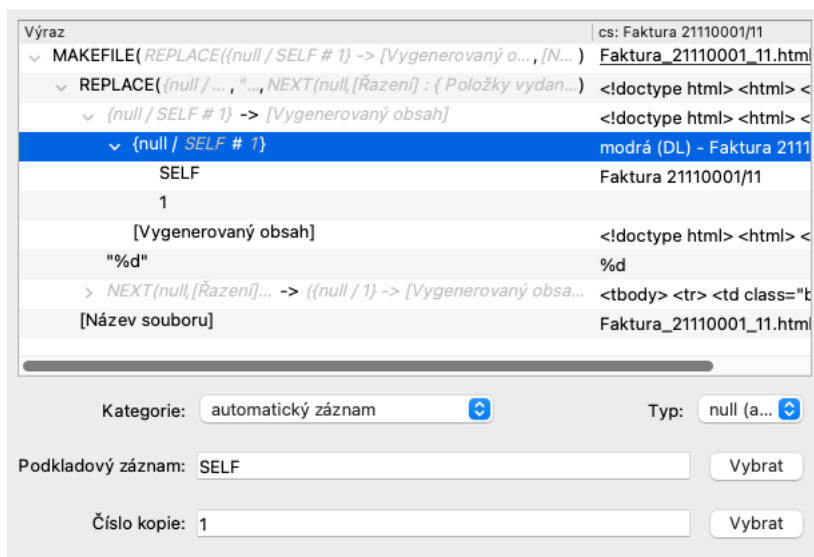 Výraz cs: Faktura 21110001/11
MAKEFILE( REPLACE({null / SELF # 1} -> [Vygenerovaný o... , [N... ) Faktura_21110001_11.html
REPLACE( {null / ... , "..., NEXT(null,[Řazení] : { Položky vydan...) <!doctype html> <html> <
{null / SELF # 1} -> [Vygenerovaný obsah] <!doctype html> <html> <
{null / SELF # 1} modrá (DL) - Faktura 2111
SELF Faktura 21110001/11
1
[Vygenerovaný obsah] <!doctype html> <html> <
"%d" %d
NEXT(null,[Řazení]... -> ({null / 1} -> [Vygenerovaný obsa... <tbody> <tr> <td class="b
[Název souboru] Faktura_21110001_11.html
Kategorie: automatický záznam Typ: null (a...
Podkladový záznam: SELF Vybrat
Číslo kopie: 1 Vybrat